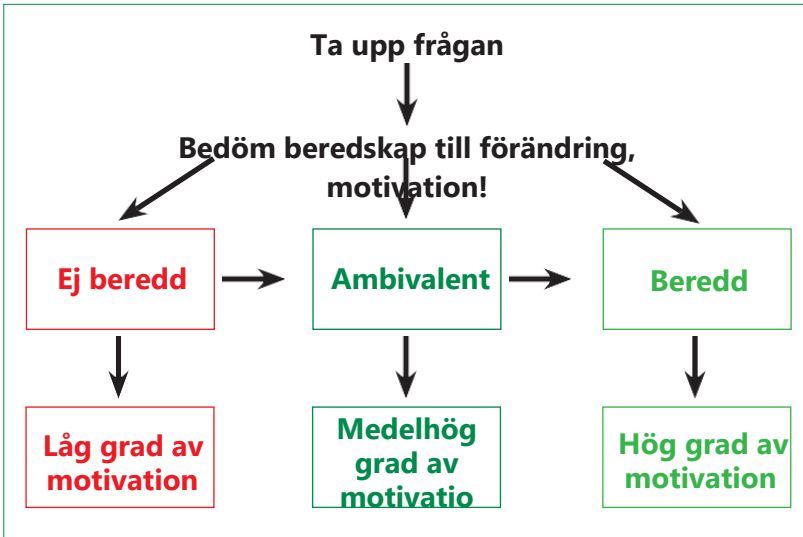 Ta upp frågan
Bedöm beredskap till förändring,
motivation!
Ej beredd
Ambivalent
Beredd
Låg grad av
motivation
Medelhög
grad av
motivatio
Hög grad av
motivation